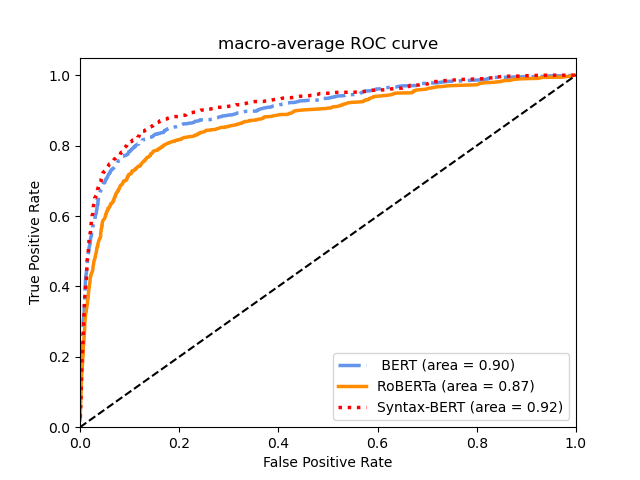 macro-average ROC curve
True Positive Rate
1.0
0.8
0.6
0.4
0.2
0.0
BERT (area = 0.90)
RoBERTa (area = 0.87)
Syntax-BERT (area = 0.92)
0.0 0.2 0.4 0.6 0.8 1.0
False Positive Rate